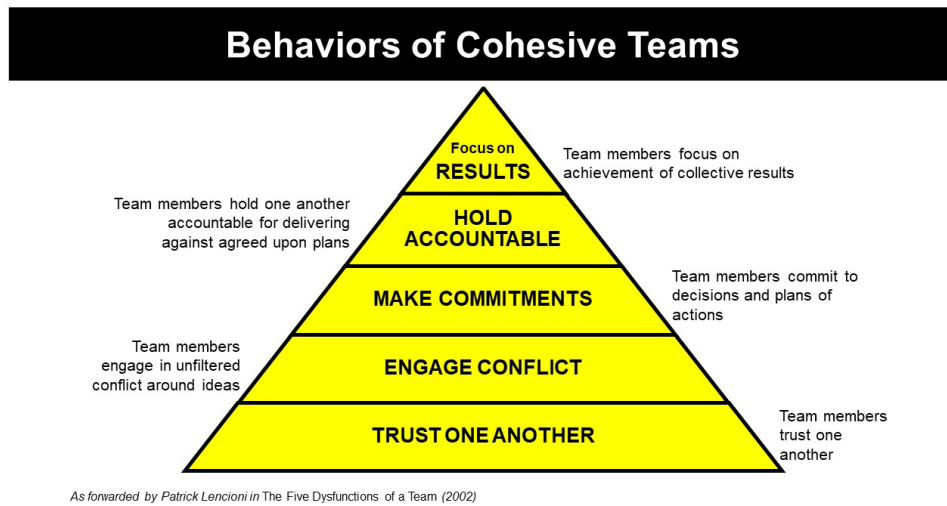 Behaviors of Cohesive Teams
Focus on
RESULTS
Team members focus on
achievement of collective results
Team members hold one another
accountable for delivering
against agreed upon plans
HOLD
ACCOUNTABLE
MAKE COMMITMENTS
Team members commit to
decisions and plans of
actions
Team members
engage in unfiltered
conflict around ideas
ENGAGE CONFLICT
TRUST ONE ANOTHER
Team members
trust one
another
As forwarded by Patrick Lencioni in The Five Dysfunctions of a Team (2002)